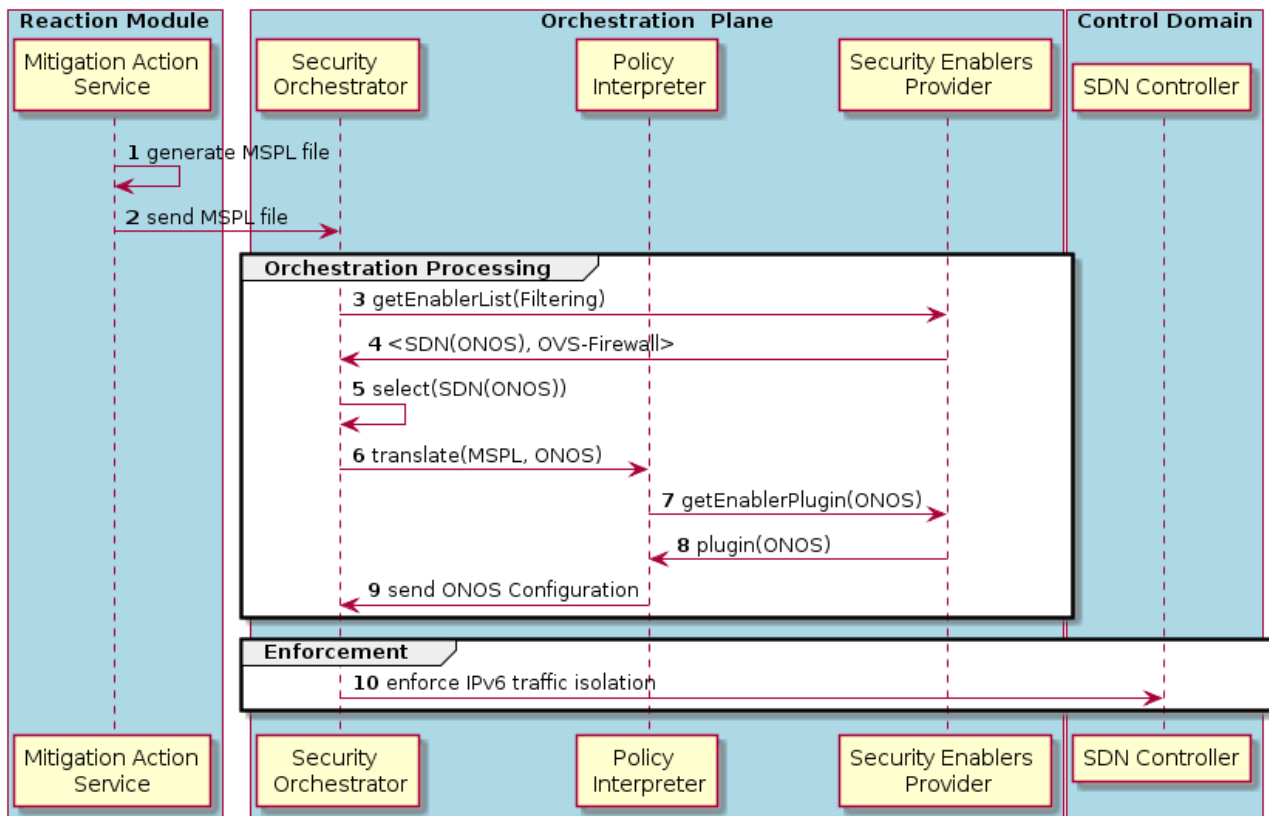 Reaction Module
Orchestration Plane
Control Domain
Mitigation Action
Service
Security
Orchestrator
Policy
Interpreter
Security Enablers
Provider
SDN Controller
1 generate MSPL file
2 send MSPL file
Orchestration Processing
3 getEnablerList(Filtering)
4 <SDN(ONOS), OVS-Firewall>
5 select(SDN(ONOS))
6 translate(MSPL, ONOS)
7 getEnablerPlugin(ONOS)
8 plugin(ONOS)
9 send ONOS Configuration
Enforcement
10 enforce IPv6 traffic isolation
Mitigation Action
Service
Security
Orchestrator
Policy
Interpreter
Security Enablers
Provider
SDN Controller